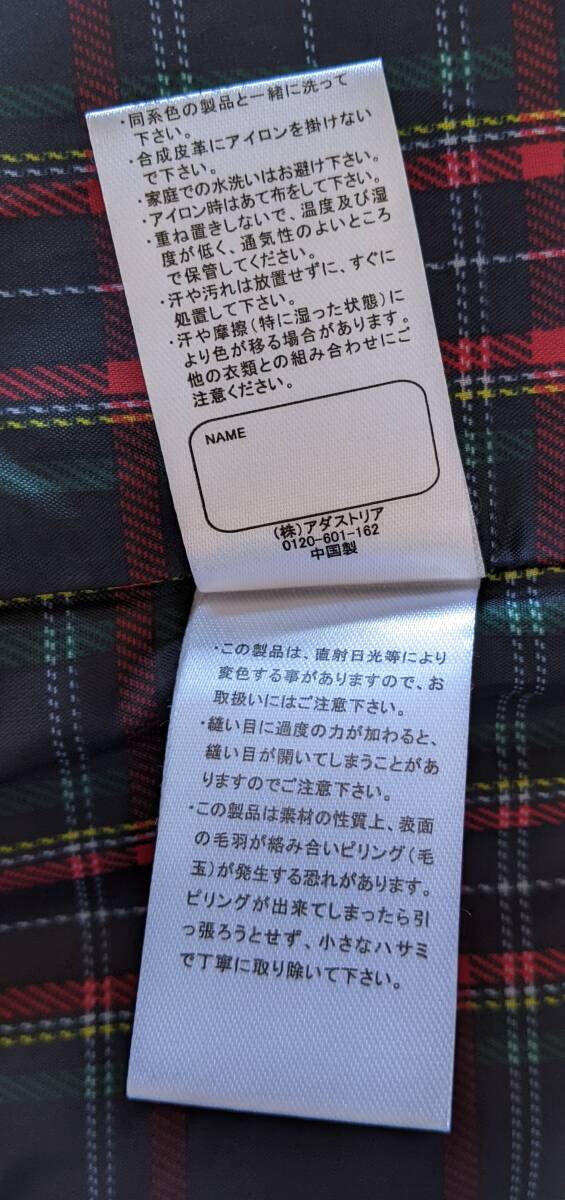 ・同系色の製品と一緒に洗って
下さい。
・合成皮革にアイロンを掛けない
で下さい。
・家庭での水洗いはお避け下さい。
・アイロン時はあて布をして下さい。
・重ね置きしないで、温度及び湿
度が低く、通気性のよいところ
で保管してください。
・汗や汚れは放置せずに、すぐに
処置して下さい。
・汗や摩擦(特に湿った状態)に
より色が移る場合があります。
他の衣類との組み合わせにご
注意ください。
NAME
(株)アダストリア
0120-601-162
中国製
・この製品は、直射日光等により
変色する事がありますので、お
取扱いにはご注意下さい。
・縫い目に過度の力が加わると、
縫い目が開いてしまうことがあ
りますのでご注意下さい。
・この製品は素材の性質上、表面
の毛羽が絡み合いピリング(毛
玉)が発生する恐れがあります。
ピリングが出来てしまったら引
っ張ろうとせず、小さなハサミ
で丁寧に取り除いて下さい。